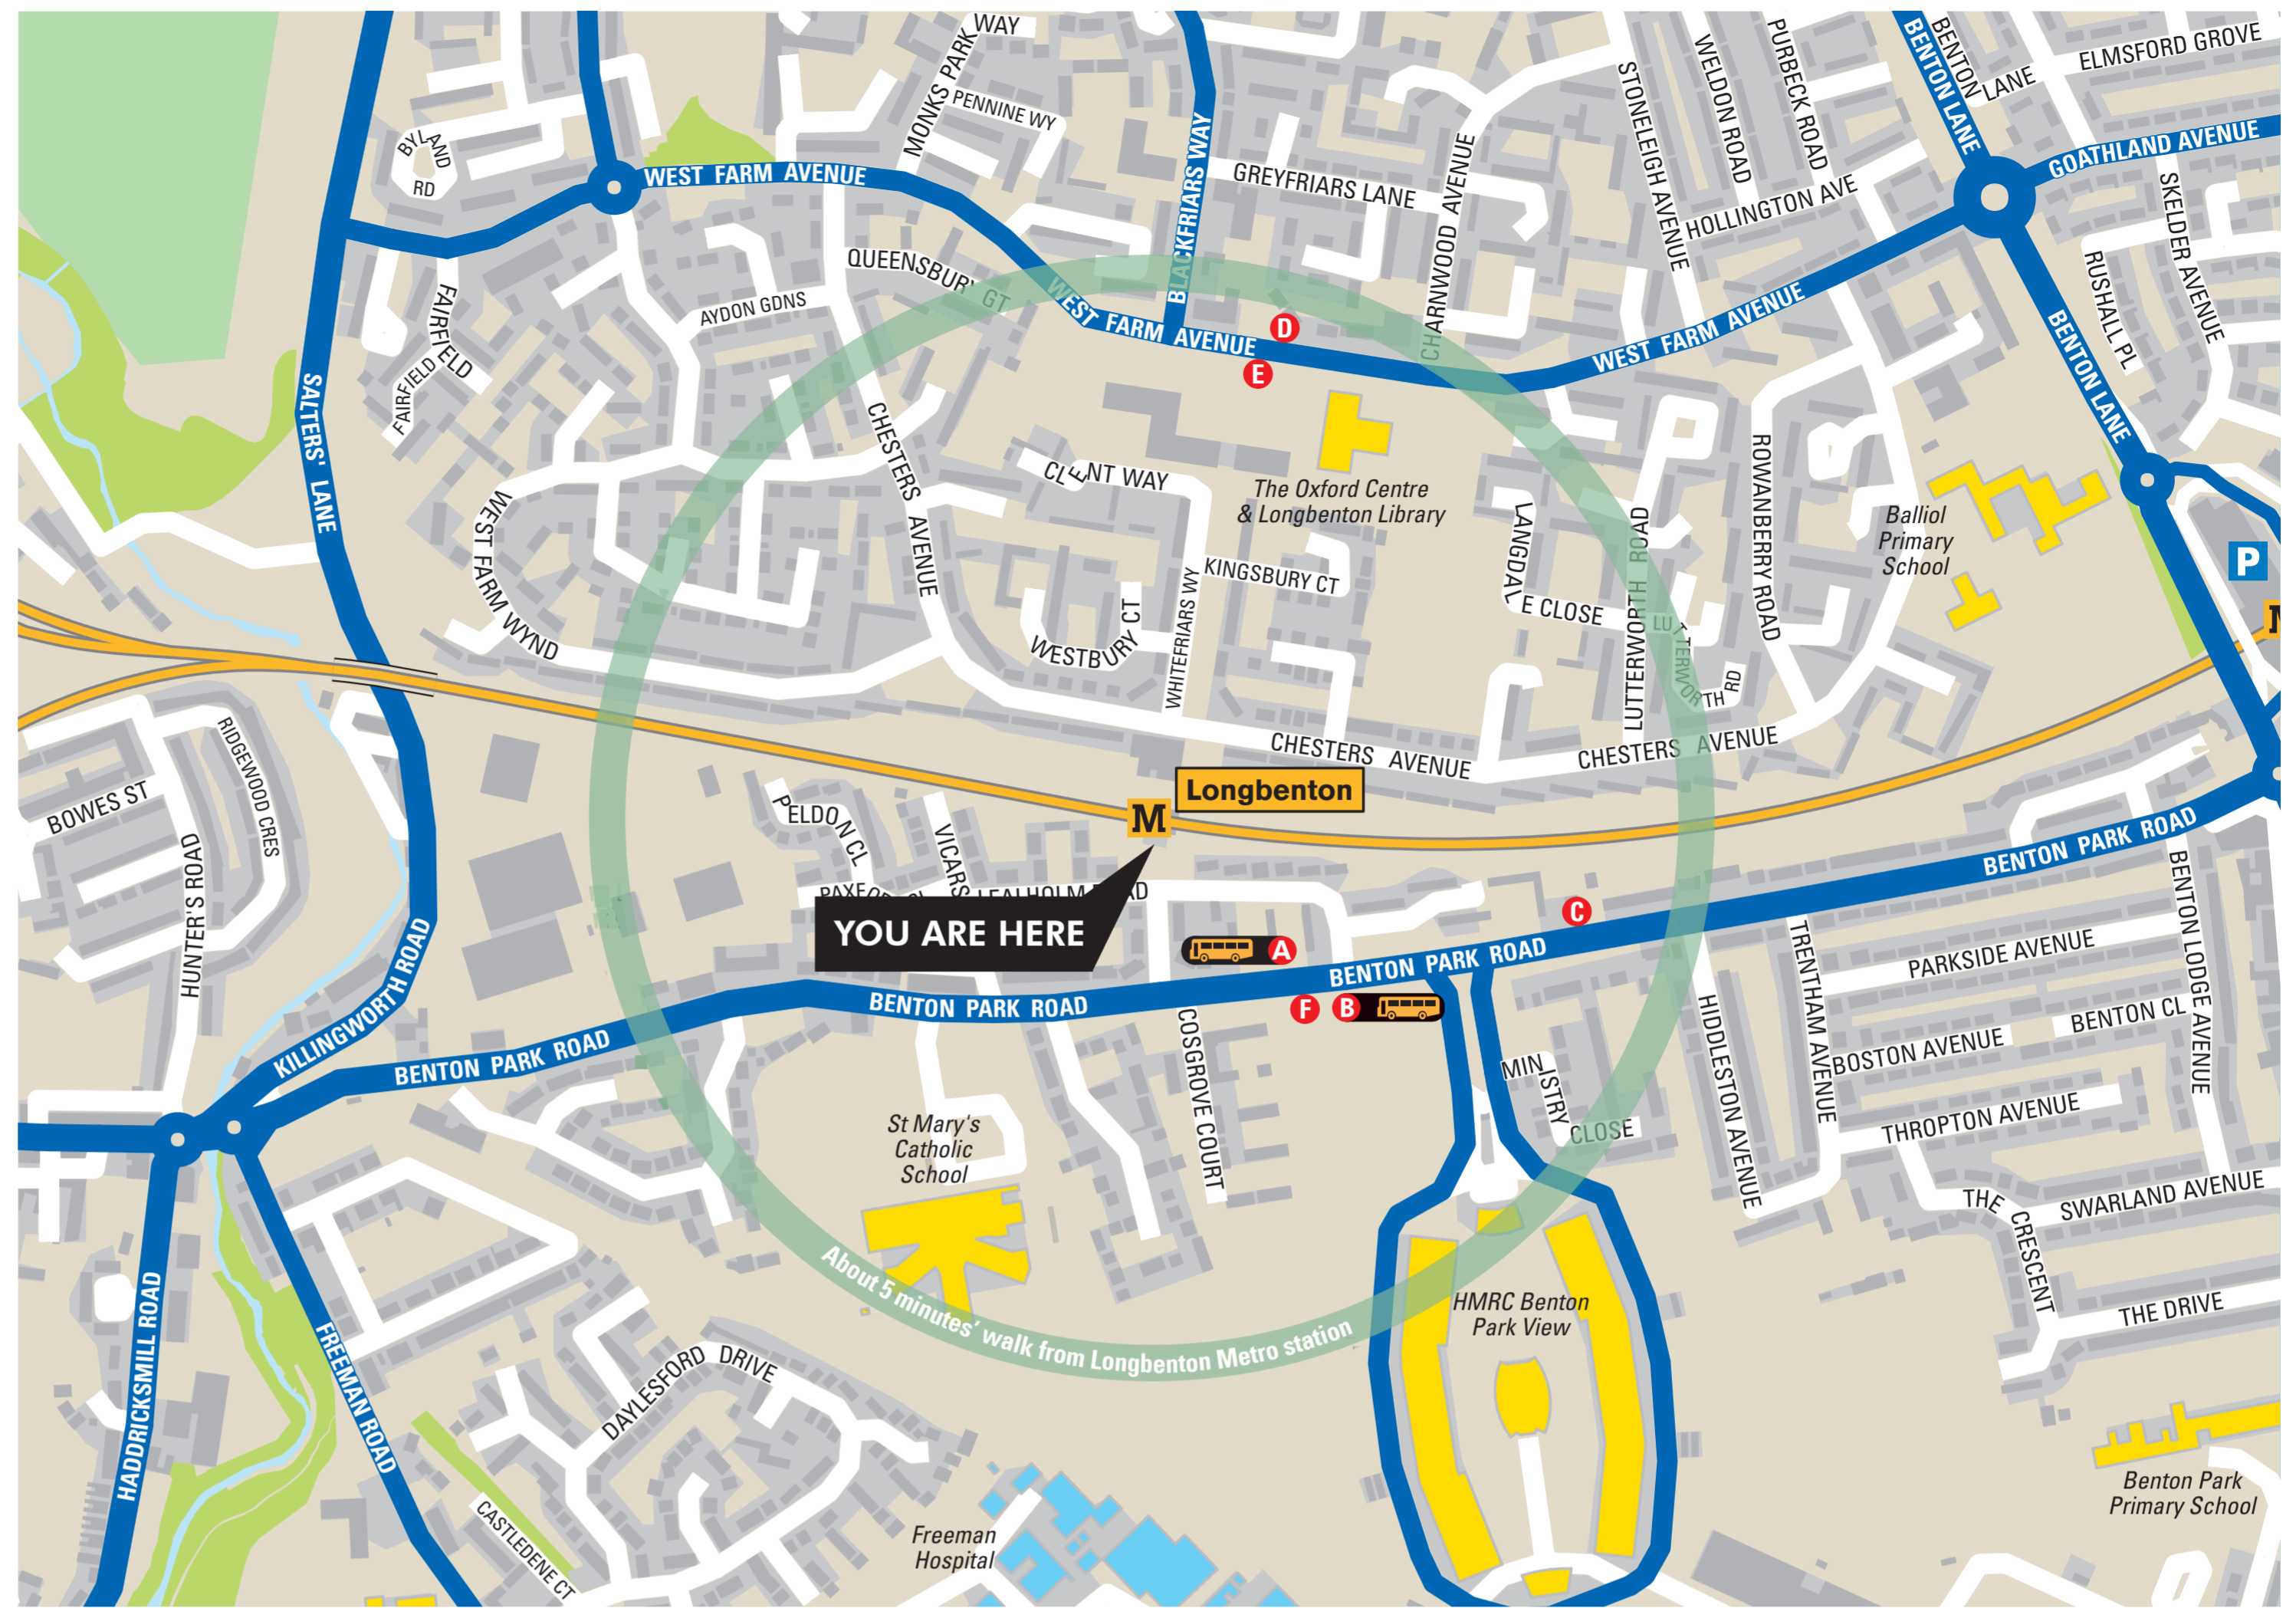 WAY
MONKS PARK
PENNINE WY
BYLAND
RD
WEST FARM AVENUE
BLACKFRIARS WAY
GREYFRIARS LANE
CHARNWOOD AVENUE
STONELEIGH AVENUE
WELDON ROAD
PURBECK ROAD
HOLLINGTON AVE
BENTON LANE
BENTON
LANE
ELMSFORD GROVE
GOATHLAND AVENUE
SKELDER AVENUE
RUSHALL PL
BENTON LANE
QUEENSBURY GT
AYDON GDNS
FAIRFIELD
FAIRFIELD
WEST FARM AVENUE
D
E
WEST FARM AVENUE
SALTERS' LANE
CHESTERS AVENUE
CLENT WAY
The Oxford Centre
& Longbenton Library
LANGDALE CLOSE
LUTTERWORTH ROAD
LUTTERWORTH RD
ROWANBERRY ROAD
Balliol
Primary
School
P
M
WEST FARM WYND
WESTBURY CT
WHITEFRIARS WY
KINGSBURY CT
CHESTERS AVENUE
CHESTERS AVENUE
Longbenton
M
RIDGEWOOD CRES
BOWES ST
HUNTER'S ROAD
PELDON CL
VICARS
LEALHOLM ROAD
YOU ARE HERE
A
C
F
B
BENTON PARK ROAD
BENTON PARK ROAD
BENTON PARK ROAD
BENTON PARK ROAD
KILLINGWORTH ROAD
COSGROVE COURT
MINISTRY
CLOSE
HIDDLESTON AVENUE
TRENTHAM AVENUE
PARKSIDE AVENUE
BENTON LODGE AVENUE
BENTON CL
BOSTON AVENUE
THROPTON AVENUE
THE CRESCENT
SWARLAND AVENUE
THE DRIVE
St Mary's
Catholic
School
About 5 minutes' walk from Longbenton Metro station
HMRC Benton
Park View
HADDRICKSMILL ROAD
FREEMAN ROAD
DAYLESFORD DRIVE
CASTLEDENE CT
Freeman
Hospital
Benton Park
Primary School